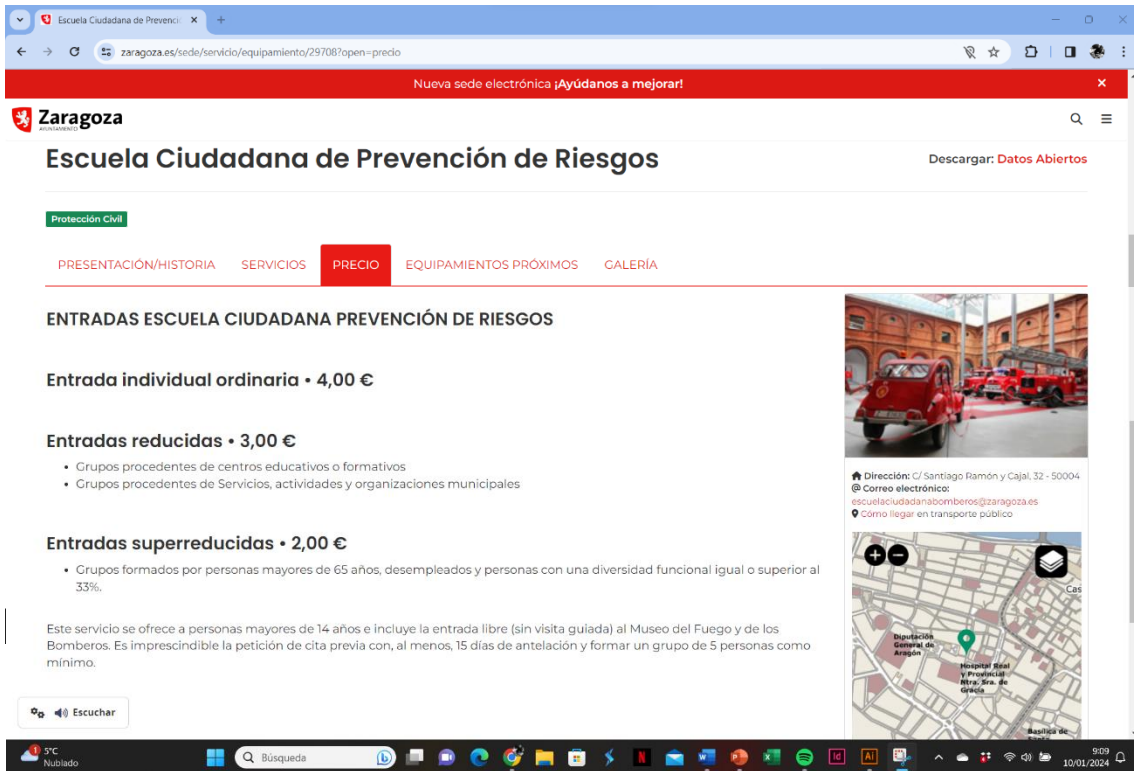 Escuela Ciudadana de Prevenci
zaragoza.es/sede/servicio/equipamiento/29708?open=precio
Nueva sede electrónica ¡Ayúdanos a mejorar!
Zaragoza
AYUNTAMIENTO
Escuela Ciudadana de Prevención de Riesgos
Descargar: Datos Abiertos
Protección Civil
PRESENTACIÓN/HISTORIA SERVICIOS PRECIO EQUIPAMIENTOS PRÓXIMOS GALERÍA
ENTRADAS ESCUELA CIUDADANA PREVENCIÓN DE RIESGOS
Entrada individual ordinaria • 4,00 €
Entradas reducidas • 3,00 €
• Grupos procedentes de centros educativos o formativos
• Grupos procedentes de Servicios, actividades y organizaciones municipales
Entradas superreducidas • 2,00 €
• Grupos formados por personas mayores de 65 años, desempleados y personas con una diversidad funcional igual o superior al
33%.
Este servicio se ofrece a personas mayores de 14 años e incluye la entrada libre (sin visita guiada) al Museo del Fuego y de los
Bomberos. Es imprescindible la petición de cita previa con, al menos, 15 días de antelación y formar un grupo de 5 personas como
mínimo.
Dirección: C/ Santiago Ramón y Cajal, 32 - 50004
@ Correo electrónico:
escuelaciudadanabomberos@zaragoza.es
Cómo llegar en transporte público
Cas
Diputación
General de
Aragón
Hospital Real
y Provincial
Ntra. Sra. de
Gracia
Basílica de
Escuchar
1
5°C
Nublado
Búsqueda
9:09
10/01/2024